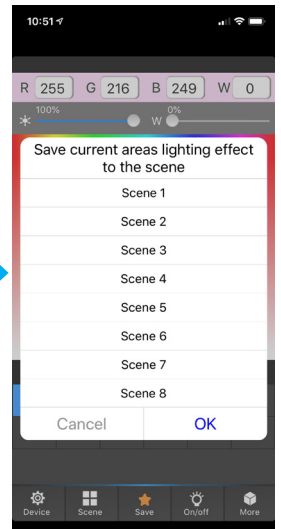 10:51
R 255 G 216 B 249 W 0
100% 0%
W
Save current areas lighting effect
to the scene
Scene 1
Scene 2
Scene 3
Scene 4
Scene 5
Scene 6
Scene 7
Scene 8
Cancel OK
Device Scene Save On/off More